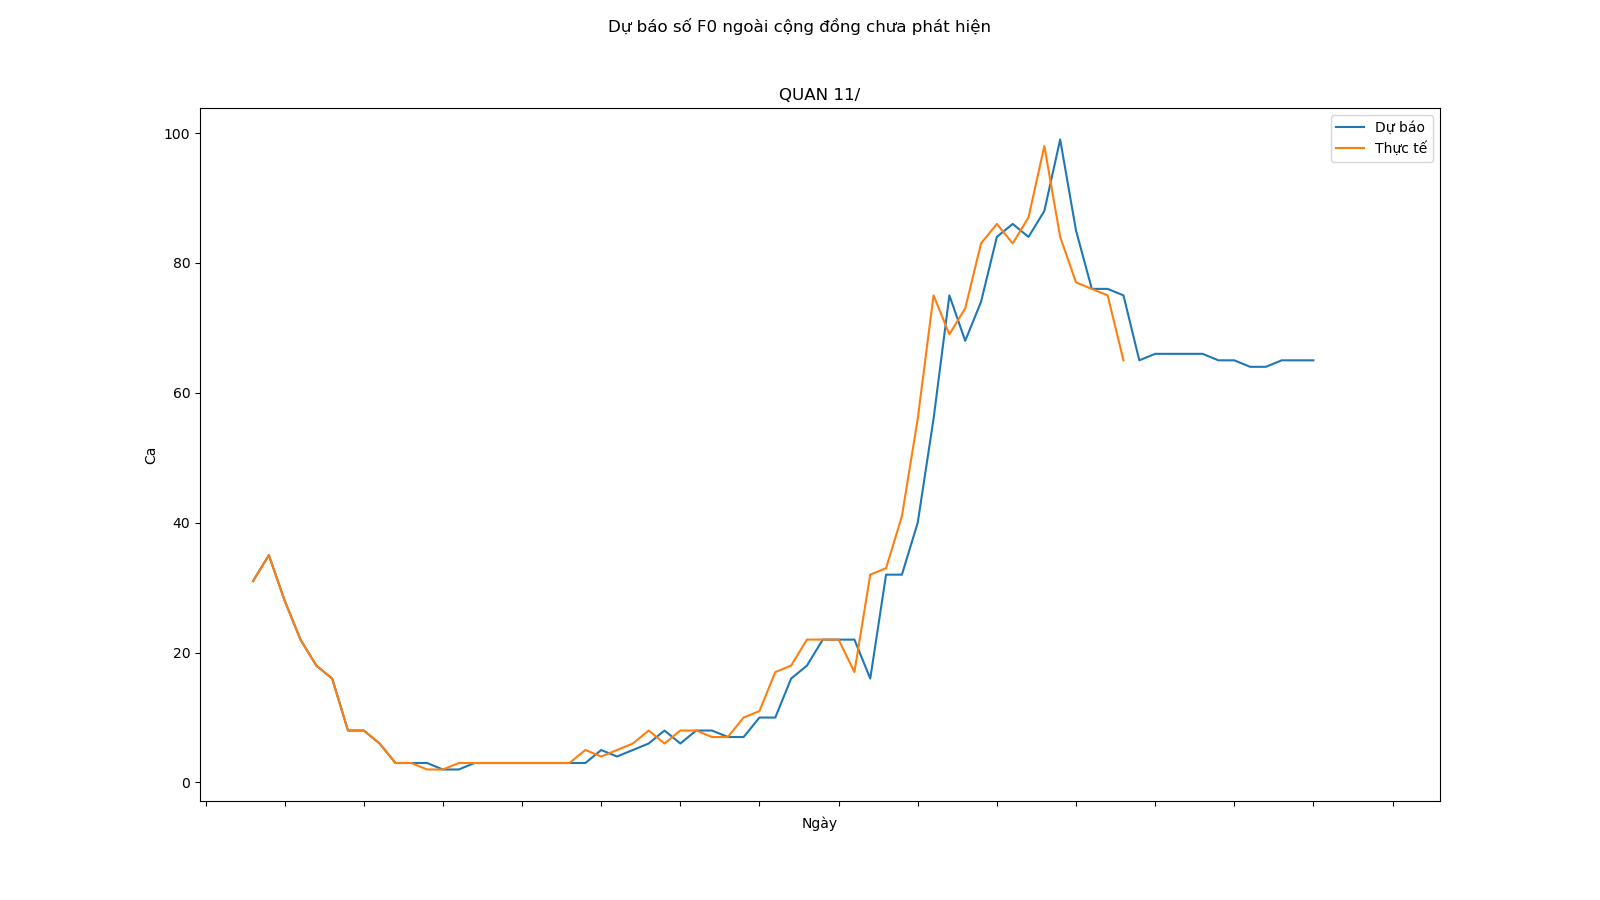 Dự báo số F0 ngoài cộng đồng chưa phát hiện
QUAN 11/
Dự báo
Thực tế
100
80
60
40
20
0
Ca
Ngày